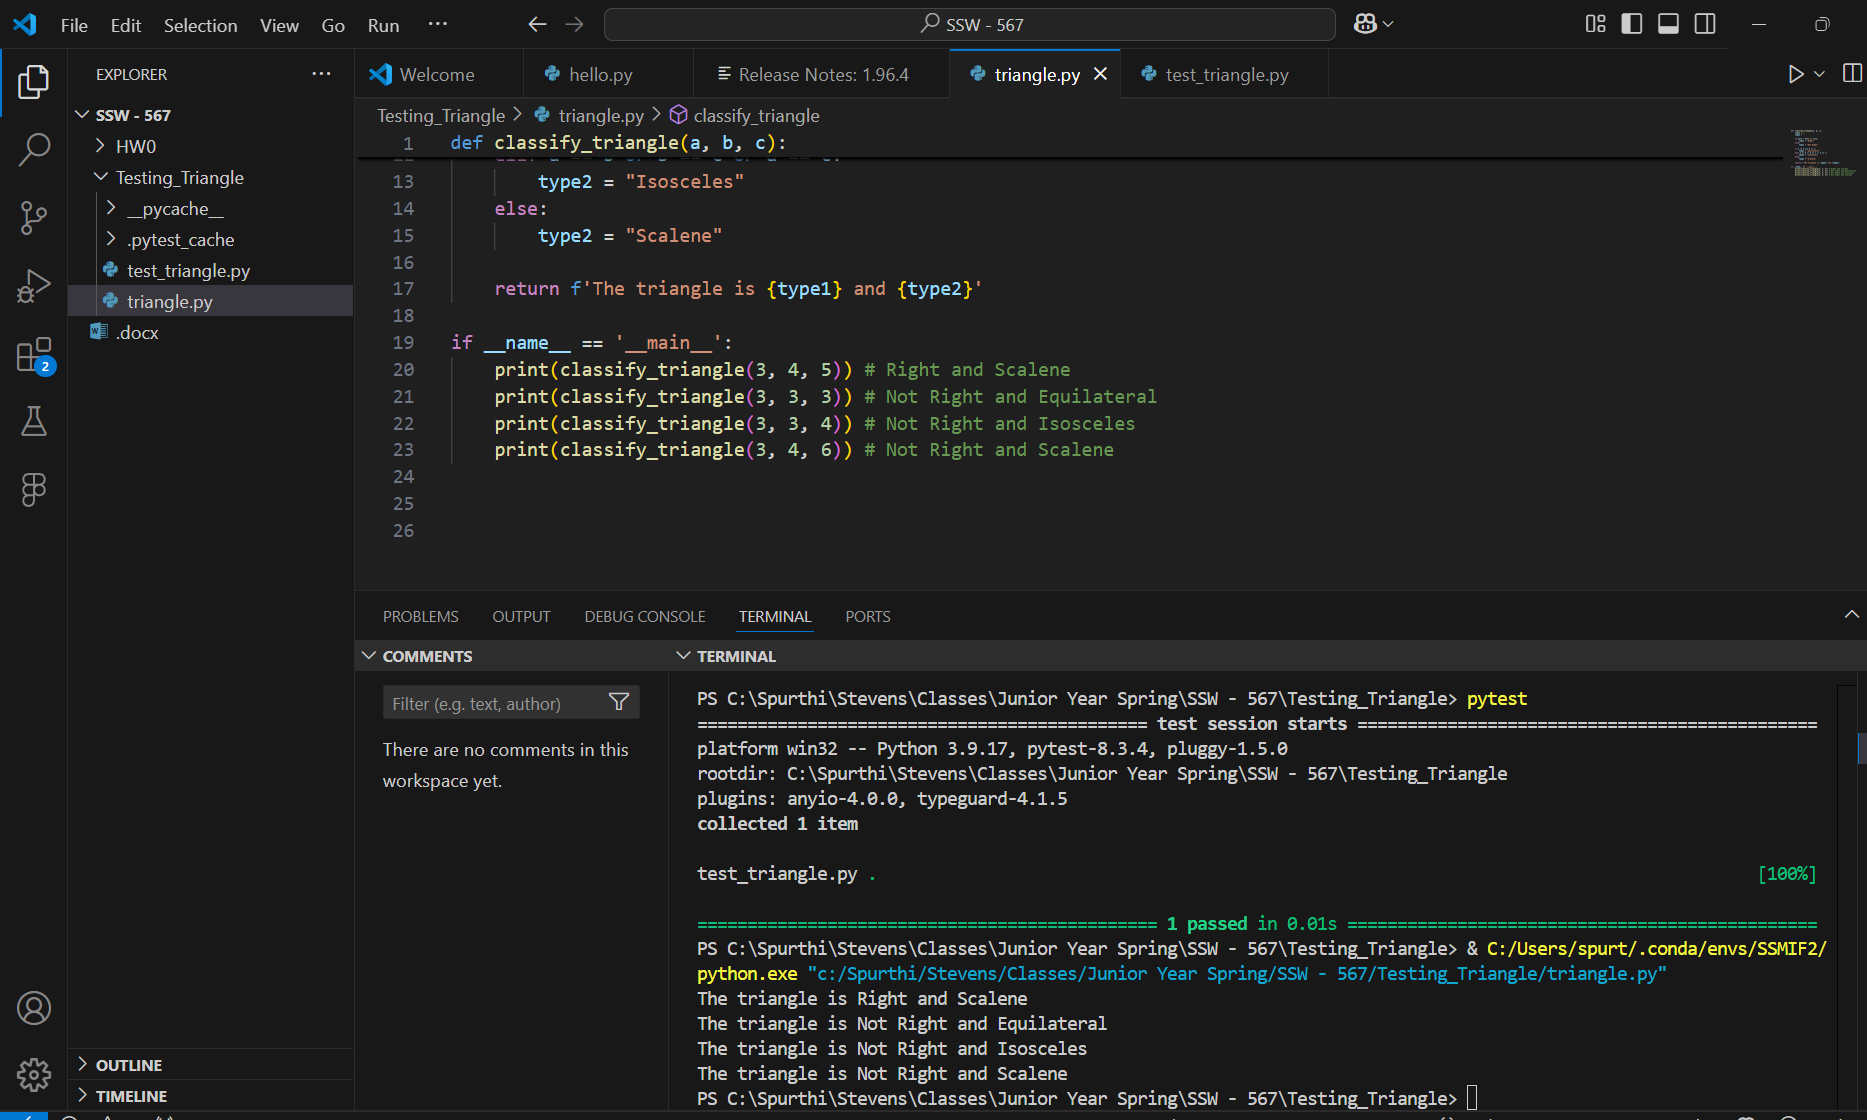 File Edit Selection View Go Run ···
SSW - 567
EXPLORER ···
SSW - 567
HW0
Testing_Triangle
__pycache__
.pytest_cache
test_triangle.py
triangle.py
.docx
2
OUTLINE
TIMELINE
Welcome hello.py Release Notes: 1.96.4 triangle.py test_triangle.py
Testing_Triangle > triangle.py > classify_triangle
1 def classify_triangle(a, b, c):
13 type2 = "Isosceles"
14 else:
15 type2 = "Scalene"
16
17 return f'The triangle is {type1} and {type2}'
18
19 if __name__ == '__main__':
20 print(classify_triangle(3, 4, 5)) # Right and Scalene
21 print(classify_triangle(3, 3, 3)) # Not Right and Equilateral
22 print(classify_triangle(3, 3, 4)) # Not Right and Isosceles
23 print(classify_triangle(3, 4, 6)) # Not Right and Scalene
24
25
26
PROBLEMS OUTPUT DEBUG CONSOLE TERMINAL PORTS
COMMENTS
Filter (e.g. text, author)
There are no comments in this
workspace yet.
TERMINAL
PS C:\Spurthi\Stevens\Classes\Junior Year Spring\SSW - 567\Testing_Triangle> pytest
============================================= test session starts ==============================================
platform win32 -- Python 3.9.17, pytest-8.3.4, pluggy-1.5.0
rootdir: C:\Spurthi\Stevens\Classes\Junior Year Spring\SSW - 567\Testing_Triangle
plugins: anyio-4.0.0, typeguard-4.1.5
collected 1 item
test_triangle.py . [100%]
============================================== 1 passed in 0.01s ===============================================
PS C:\Spurthi\Stevens\Classes\Junior Year Spring\SSW - 567\Testing_Triangle> & C:/Users/spurt/.conda/envs/SSMIF2/
python.exe "c:/Spurthi/Stevens/Classes/Junior Year Spring/SSW - 567/Testing_Triangle/triangle.py"
The triangle is Right and Scalene
The triangle is Not Right and Equilateral
The triangle is Not Right and Isosceles
The triangle is Not Right and Scalene
PS C:\Spurthi\Stevens\Classes\Junior Year Spring\SSW - 567\Testing_Triangle>